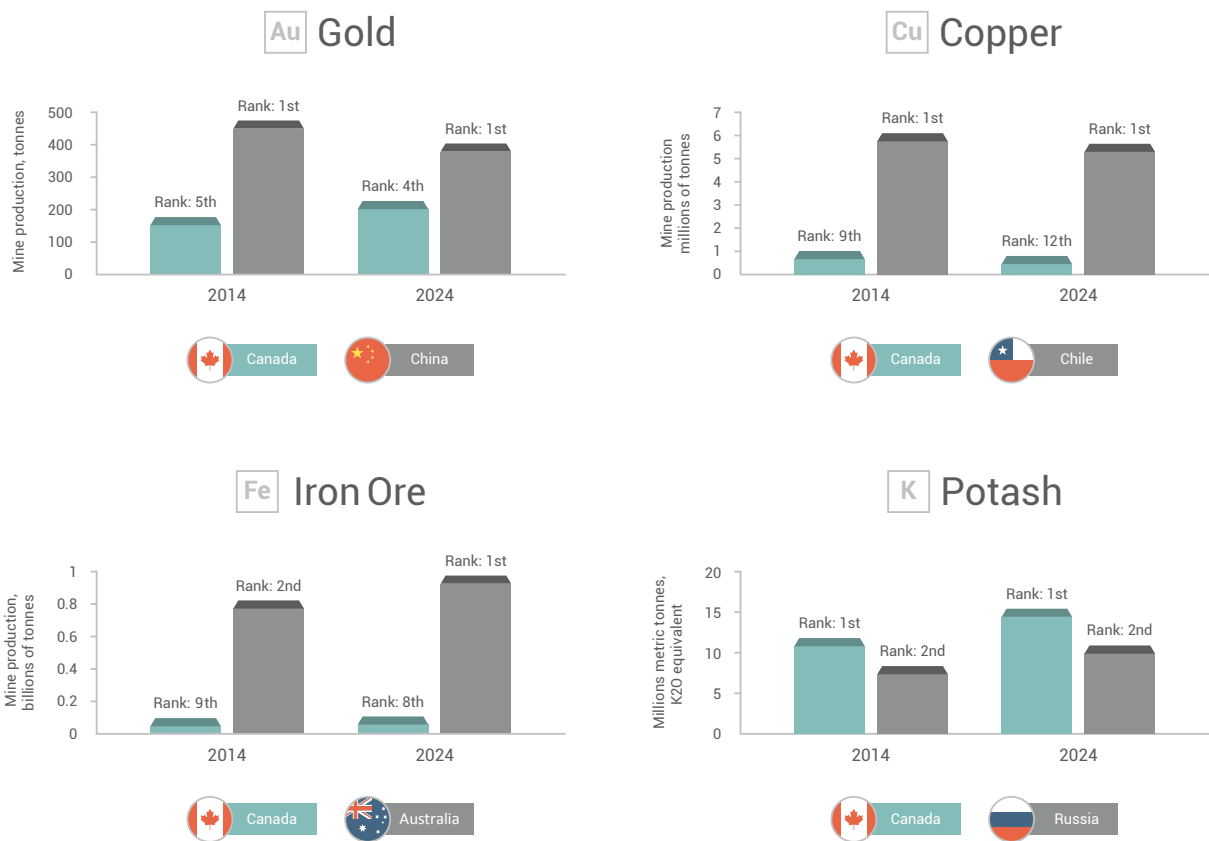 Au Gold
Mine production, tonnes
500
400
300
200
100
0
Rank: 5th
Rank: 1st
Rank: 4th
Rank: 1st
2014
2024
Canada
China
Cu Copper
Mine production
millions of tonnes
7
6
5
4
3
2
1
0
Rank: 9th
Rank: 1st
Rank: 12th
Rank: 1st
2014
2024
Canada
Chile
Fe Iron Ore
Mine production,
billions of tonnes
1
0.8
0.6
0.4
0.2
0
Rank: 9th
Rank: 2nd
Rank: 8th
Rank: 1st
2014
2024
Canada
Australia
K Potash
Millions metric tonnes,
K2O equivalent
20
15
10
5
0
Rank: 1st
Rank: 2nd
Rank: 1st
Rank: 2nd
2014
2024
Canada
Russia